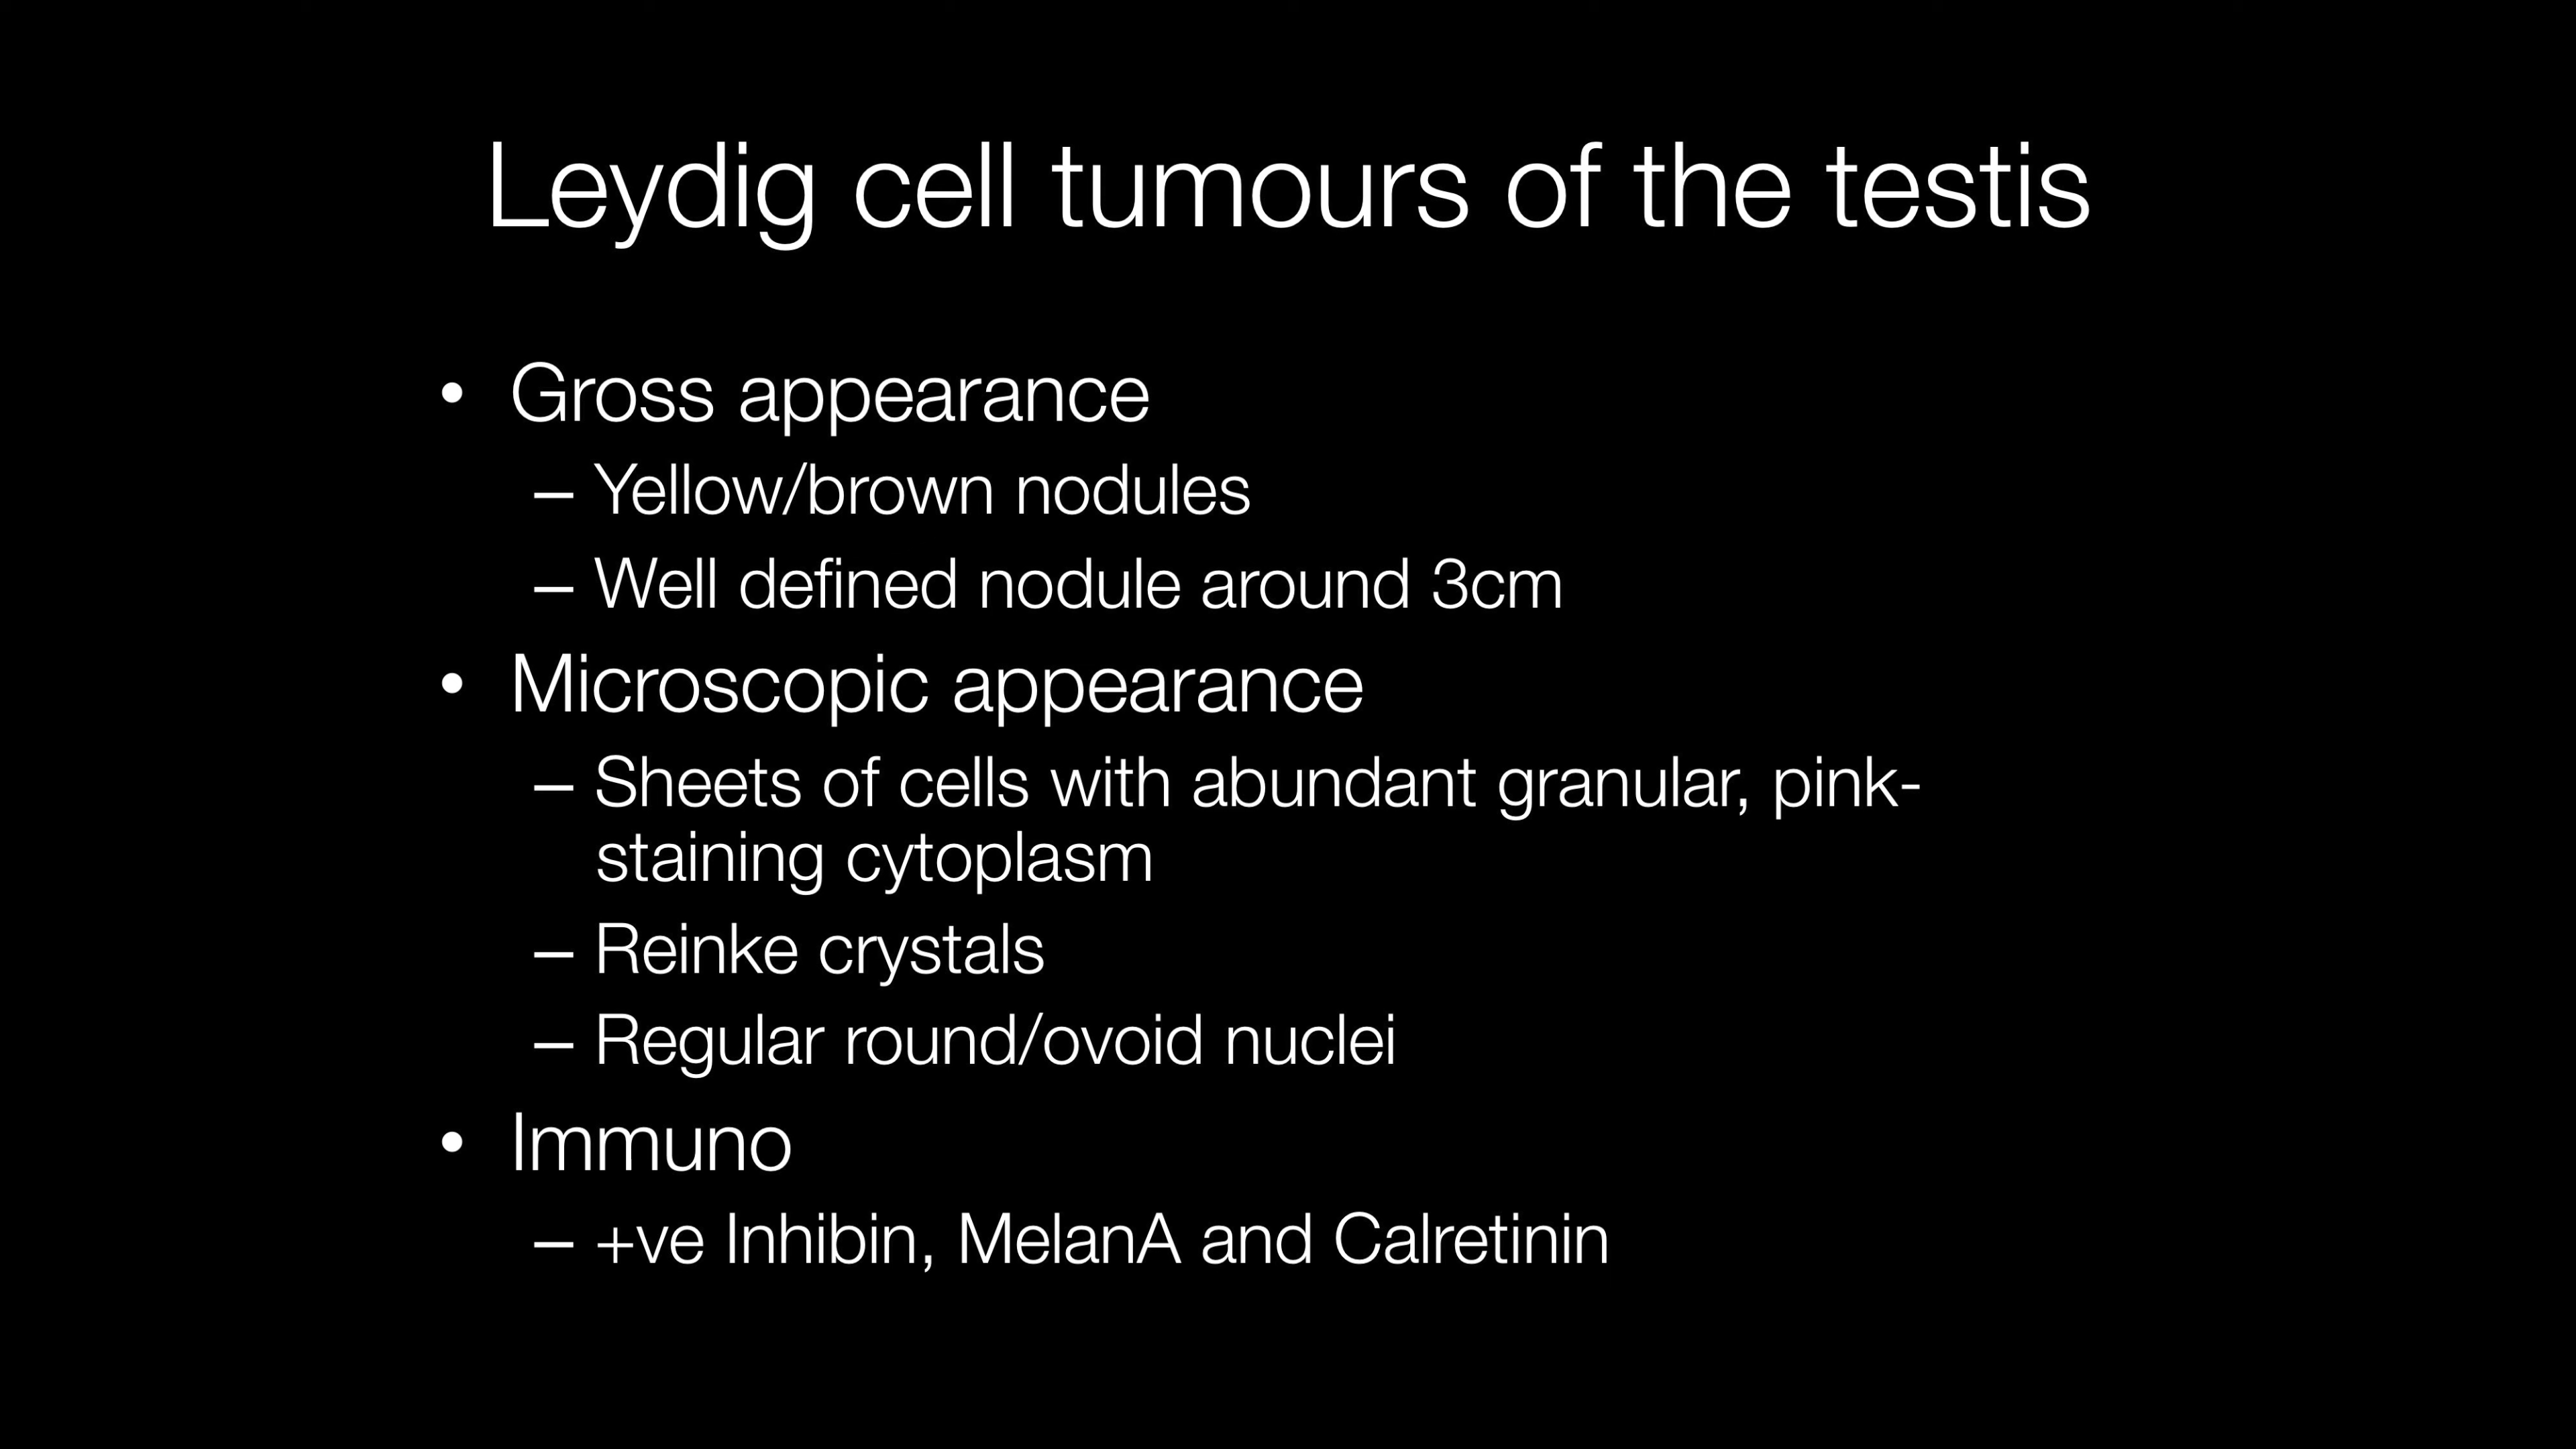 Leydig cell tumours of the testis
• Gross appearance
– Yellow/brown nodules
– Well defined nodule around 3cm
• Microscopic appearance
– Sheets of cells with abundant granular, pink-
staining cytoplasm
– Reinke crystals
– Regular round/ovoid nuclei
• Immuno
– +ve Inhibin, MelanA and Calretinin